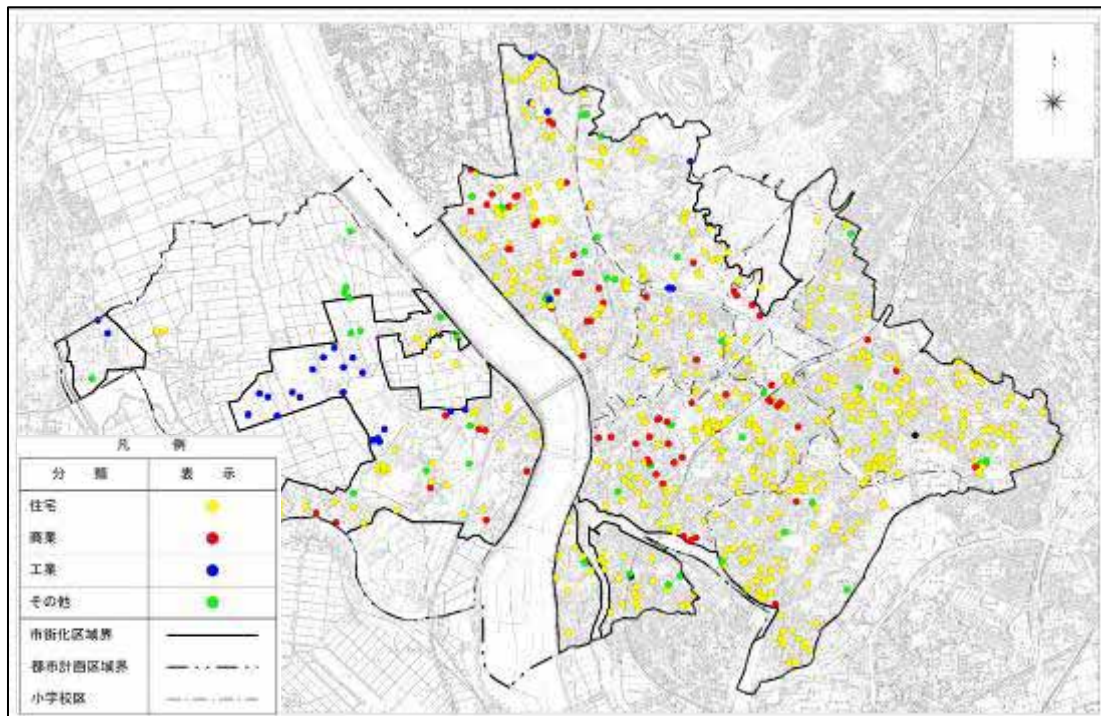 凡 例
分 類 表 示
住宅
商業
工業
その他
市街化区域界
都市計画区域界
小学校区